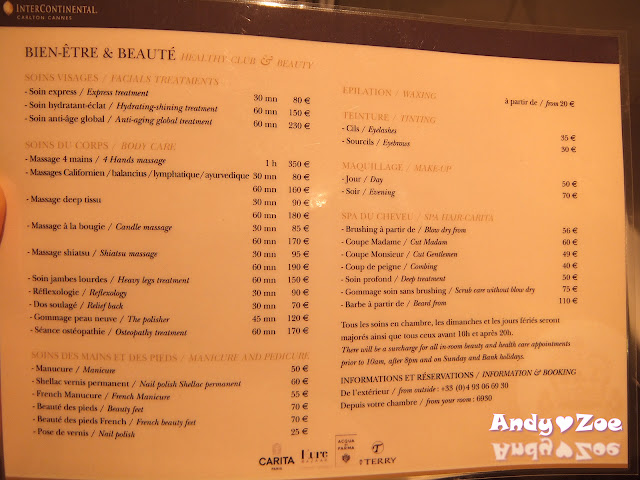 INTERCONTINENTAL
CARLTON CANNES
BIEN-ÊTRE & BEAUTÉ HEALTHY CLUB & BEAUTY
SOINS VISAGES / FACIALS TREATMENTS
- Soin express / Express treatment 30 mn 80 €
- Soin hydratant-éclat / Hydrating-shining treatment 60 mn 150 €
- Soin anti-âge global / Anti-aging global treatment 60 mn 230 €
SOINS DU CORPS / BODY CARE
- Massage 4 mains / 4 Hands massage 1 h 350 €
- Massages Californien / balancius / lymphatique / ayurvedique 30 mn 80 €
60 mn 160 €
- Massage deep tissu 30 mn 90 €
60 mn 180 €
- Massage à la bougie / Candle massage 30 mn 85 €
60 mn 170 €
- Massage shiatsu / Shiatsu massage 30 mn 95 €
60 mn 190 €
- Soin jambes lourdes / Heavy legs treatment 60 mn 150 €
- Réflexologie / Reflexology 30 mn 90 €
- Dos soulagé / Relief back 30 mn 70 €
- Gommage peau neuve / The polisher 45 mn 120 €
- Séance ostéopathie / Osteopathy treatment 60 mn 170 €
SOINS DES MAINS ET DES PIEDS / MANICURE AND PEDICURE
- Manucure / Manicure 50 €
- Shellac vernis permanent / Nail polish Shellac permanent 60 €
- French Manucure / French Manicure 55 €
- Beauté des pieds / Beauty feet 70 €
- Beauté des pieds French / French beauty feet 70 €
- Pose de vernis / Nail polish 25 €
EPILATION / WAXING à partir de / from 20 €
TEINTURE / TINTING
- Cils / Eyelashes 35 €
- Sourcils / Eyebrows 30 €
MAQUILLAGE / MAKE-UP
- Jour / Day 50 €
- Soir / Evening 70 €
SPA DU CHEVEU / SPA HAIR CARITA
- Brushing à partir de / Blow dry from 56 €
- Coupe Madame / Cut Madam 60 €
- Coupe Monsieur / Cut Gentlemen 49 €
- Coup de peigne / Combing 40 €
- Soin profond / Deep treatment 50 €
- Gommage soin sans brushing / Scrub care without blow dry 75 €
- Barbe à partir de / Beard from 110 €
Tous les soins en chambre, les dimanches et les jours fériés seront
majorés ainsi que tous ceux avant 10h et après 20h.
There will be a surcharge for all in-room beauty and health care appointments
prior to 10am, after 8pm and on Sunday and Bank holidays.
INFORMATIONS ET RÉSERVATIONS / INFORMATION & BOOKING
De l'extérieur / from outside : +33 (0)4 93 06 69 30
Depuis votre chambre / from your room : 6930
CARITA
PARIS
ACQUA
DI PARMA
BY TERRY
Andy♥Zoe